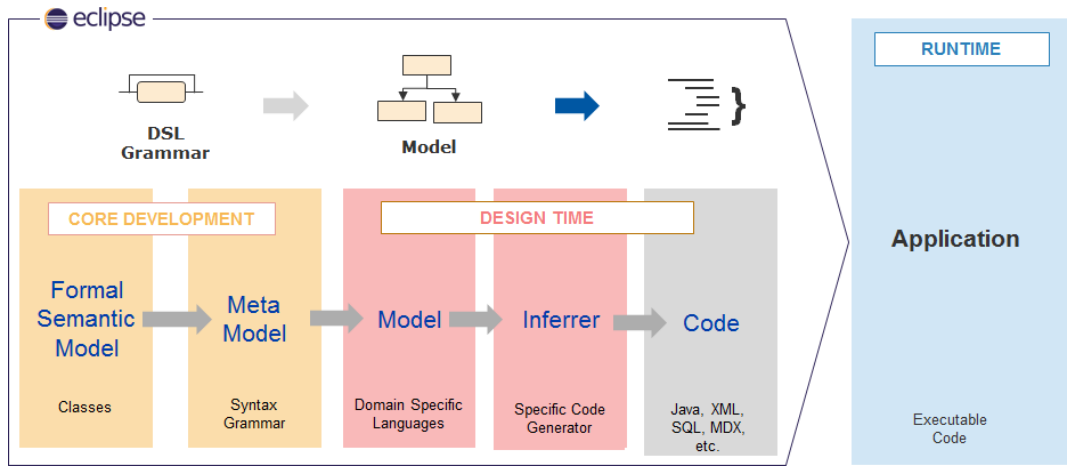 eclipse
RUNTIME
DSL
Grammar
Model
}
CORE DEVELOPMENT
DESIGN TIME
Application
Formal
Semantic
Model
Meta
Model
Model
Inferrer
Code
Classes
Syntax
Grammar
Domain Specific
Languages
Specific Code
Generator
Java, XML,
SQL, MDX,
etc.
Executable
Code